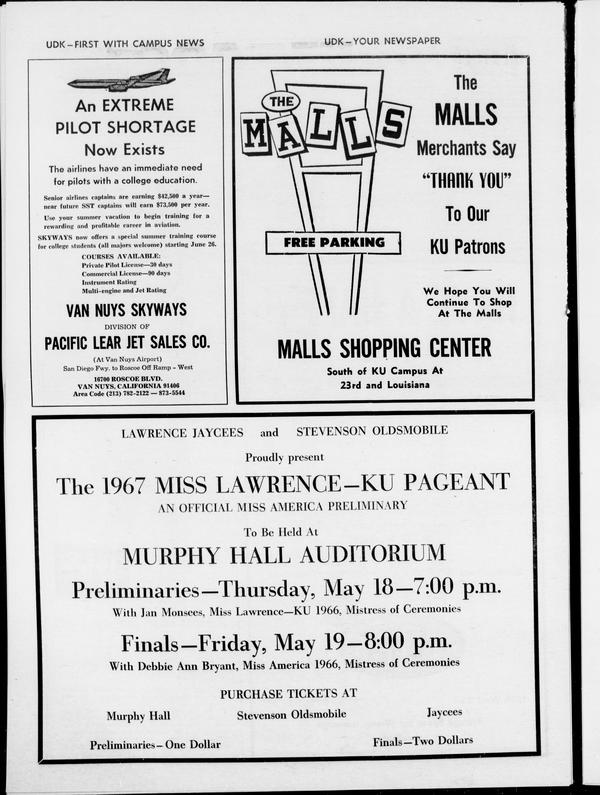 UDK—FIRST WITH CAMPUS NEWS
UDK—YOUR NEWSPAPER
An EXTREME
PILOT SHORTAGE
Now Exists
The airlines have an immediate need
for pilots with a college education.
Senior airlines captains are earning $42,500 a year—
near future SST captains will earn $73,500 per year.
Use your summer vacation to begin training for a
rewarding and profitable career in aviation.
SKYWAYS now offers a special summer training course
for college students (all majors welcome) starting June 26.
COURSES AVAILABLE:
Private Pilot License—30 days
Commercial License—90 days
Instrument Rating
Multi-engine and Jet Rating
VAN NUYS SKYWAYS
DIVISION OF
PACIFIC LEAR JET SALES CO.
(At Van Nuys Airport)
San Diego Fwy. to Roscoe Off Ramp - West
16700 ROSCOE BLVD.
VAN NUYS, CALIFORNIA 91406
Area Code (213) 782-2122 — 873-5544
THE
MALLS
FREE PARKING
The
MALLS
Merchants Say
"THANK YOU"
To Our
KU Patrons
We Hope You Will
Continue To Shop
At The Malls
MALLS SHOPPING CENTER
South of KU Campus At
23rd and Louisiana
LAWRENCE JAYCEES and STEVENSON OLDSMOBILE
Proudly present
The 1967 MISS LAWRENCE—KU PAGEANT
AN OFFICIAL MISS AMERICA PRELIMINARY
To Be Held At
MURPHY HALL AUDITORIUM
Preliminaries—Thursday, May 18—7:00 p.m.
With Jan Monsees, Miss Lawrence—KU 1966, Mistress of Ceremonies
Finals—Friday, May 19—8:00 p.m.
With Debbie Ann Bryant, Miss America 1966, Mistress of Ceremonies
PURCHASE TICKETS AT
Murphy Hall Stevenson Oldsmobile Jaycees
Preliminaries—One Dollar Finals—Two Dollars